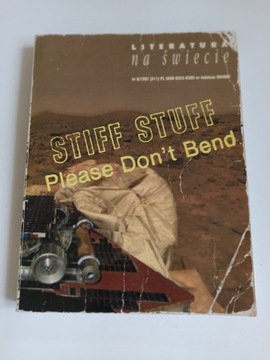 LITERATURA
na świecie
STIFF STUFF
Please Don't Bend